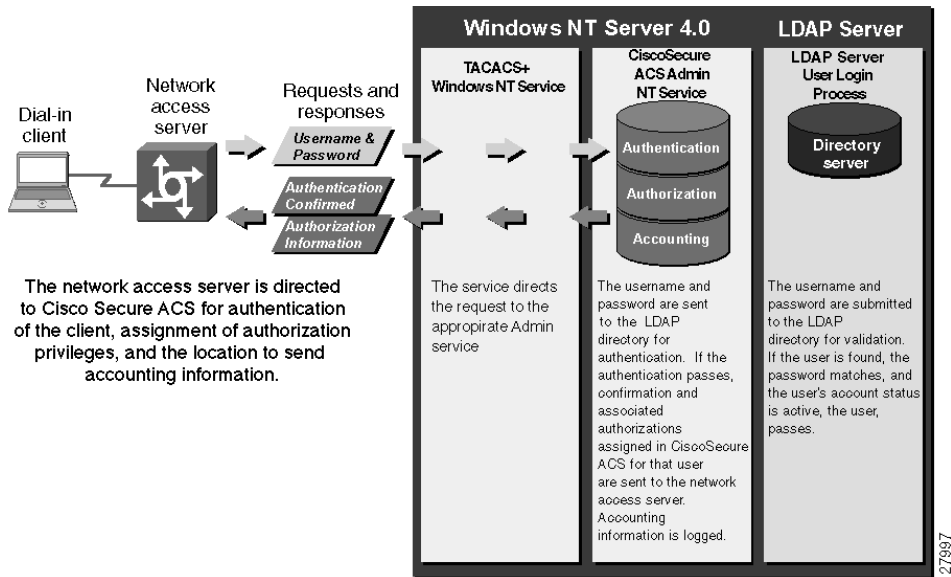 Windows NT Server 4.0
LDAP Server
TACACS+
Windows NT Service
CiscoSecure
ACS Admin
NT Service
LDAP Server
User Login
Process
Dial-in
client
Network
access
server
Requests and
responses
Username &
Password
Authentication
Confirmed
Authorization
Information
Authentication
Authorization
Accounting
Directory
server
The network access server is directed
to Cisco Secure ACS for authentication
of the client, assignment of authorization
privileges, and the location to send
accounting information.
The service directs
the request to the
appropirate Admin
service
The username and
password are sent
to the LDAP
directory for
authentication. If the
authentication passes,
confirmation and
associated
authorizations
assigned in CiscoSecure
ACS for that user
are sent to the network
access server.
Accounting
information is logged.
The username and
password are submitted
to the LDAP
directory for validation.
If the user is found, the
password matches, and
the user's account status
is active, the user,
passes.
27997